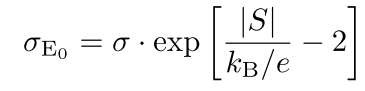 σ_{E_0} = σ · exp [ |S| / (k_B/e) − 2 ]